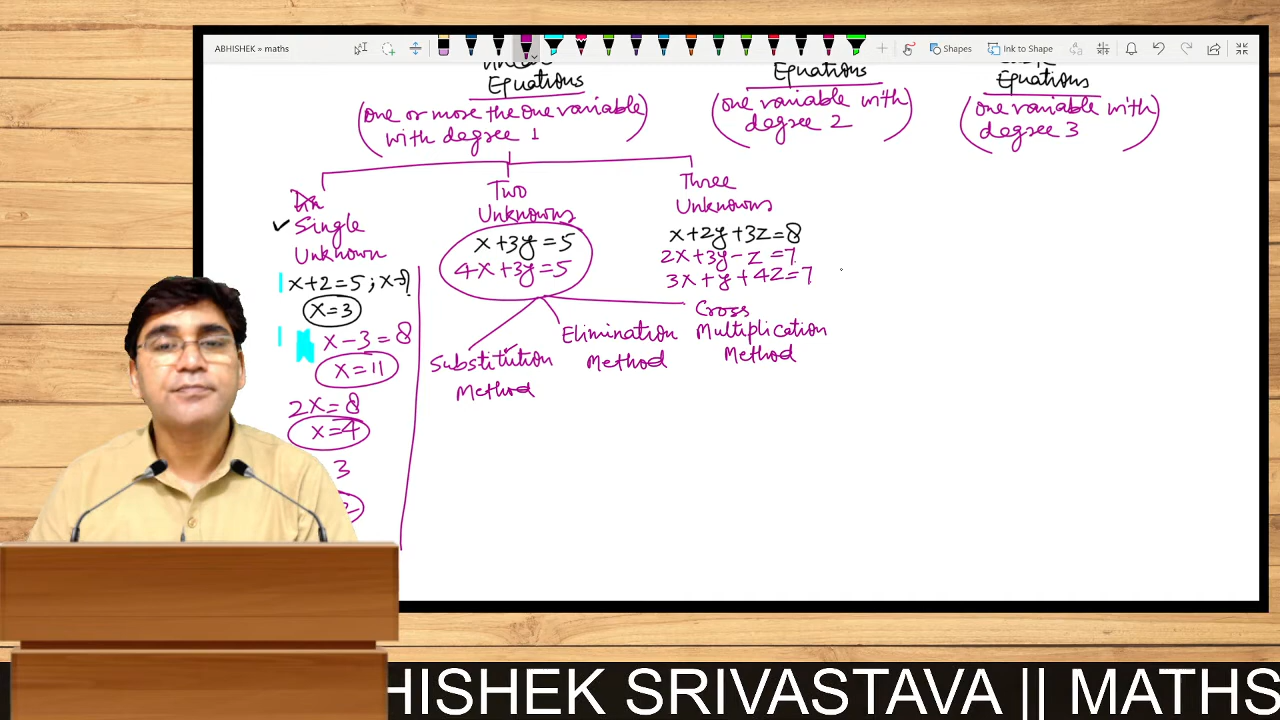 ABHISHEK » maths
Shapes
Ink to Shape
Equations
(one or more the one variable
with degree 1)
Equations
(one variable with
degree 2)
Equations
(one variable with
degree 3)
Single
Unknown
x+2=5; x=?
x=3
x-3=8
x=11
2x=8
x=4
3
Two
Unknowns
x+3y=5
4x+3y=5
Three
Unknowns
x+2y+3z=8
2x+3y-z=7
3x+y+4z=7
Substitution
Method
Elimination
Method
Cross
Multiplication
Method
HISHEK SRIVASTAVA || MATHS